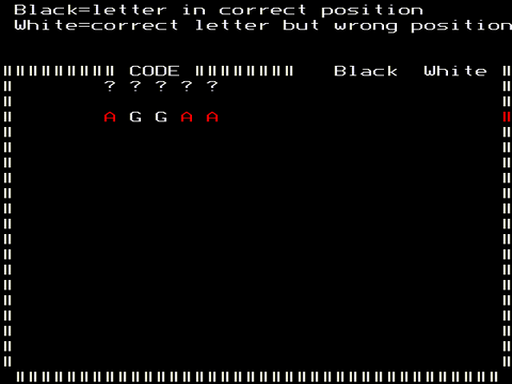 Black=letter in correct position
White=correct letter but wrong position
CODE Black White
? ? ? ? ?
A G G A A